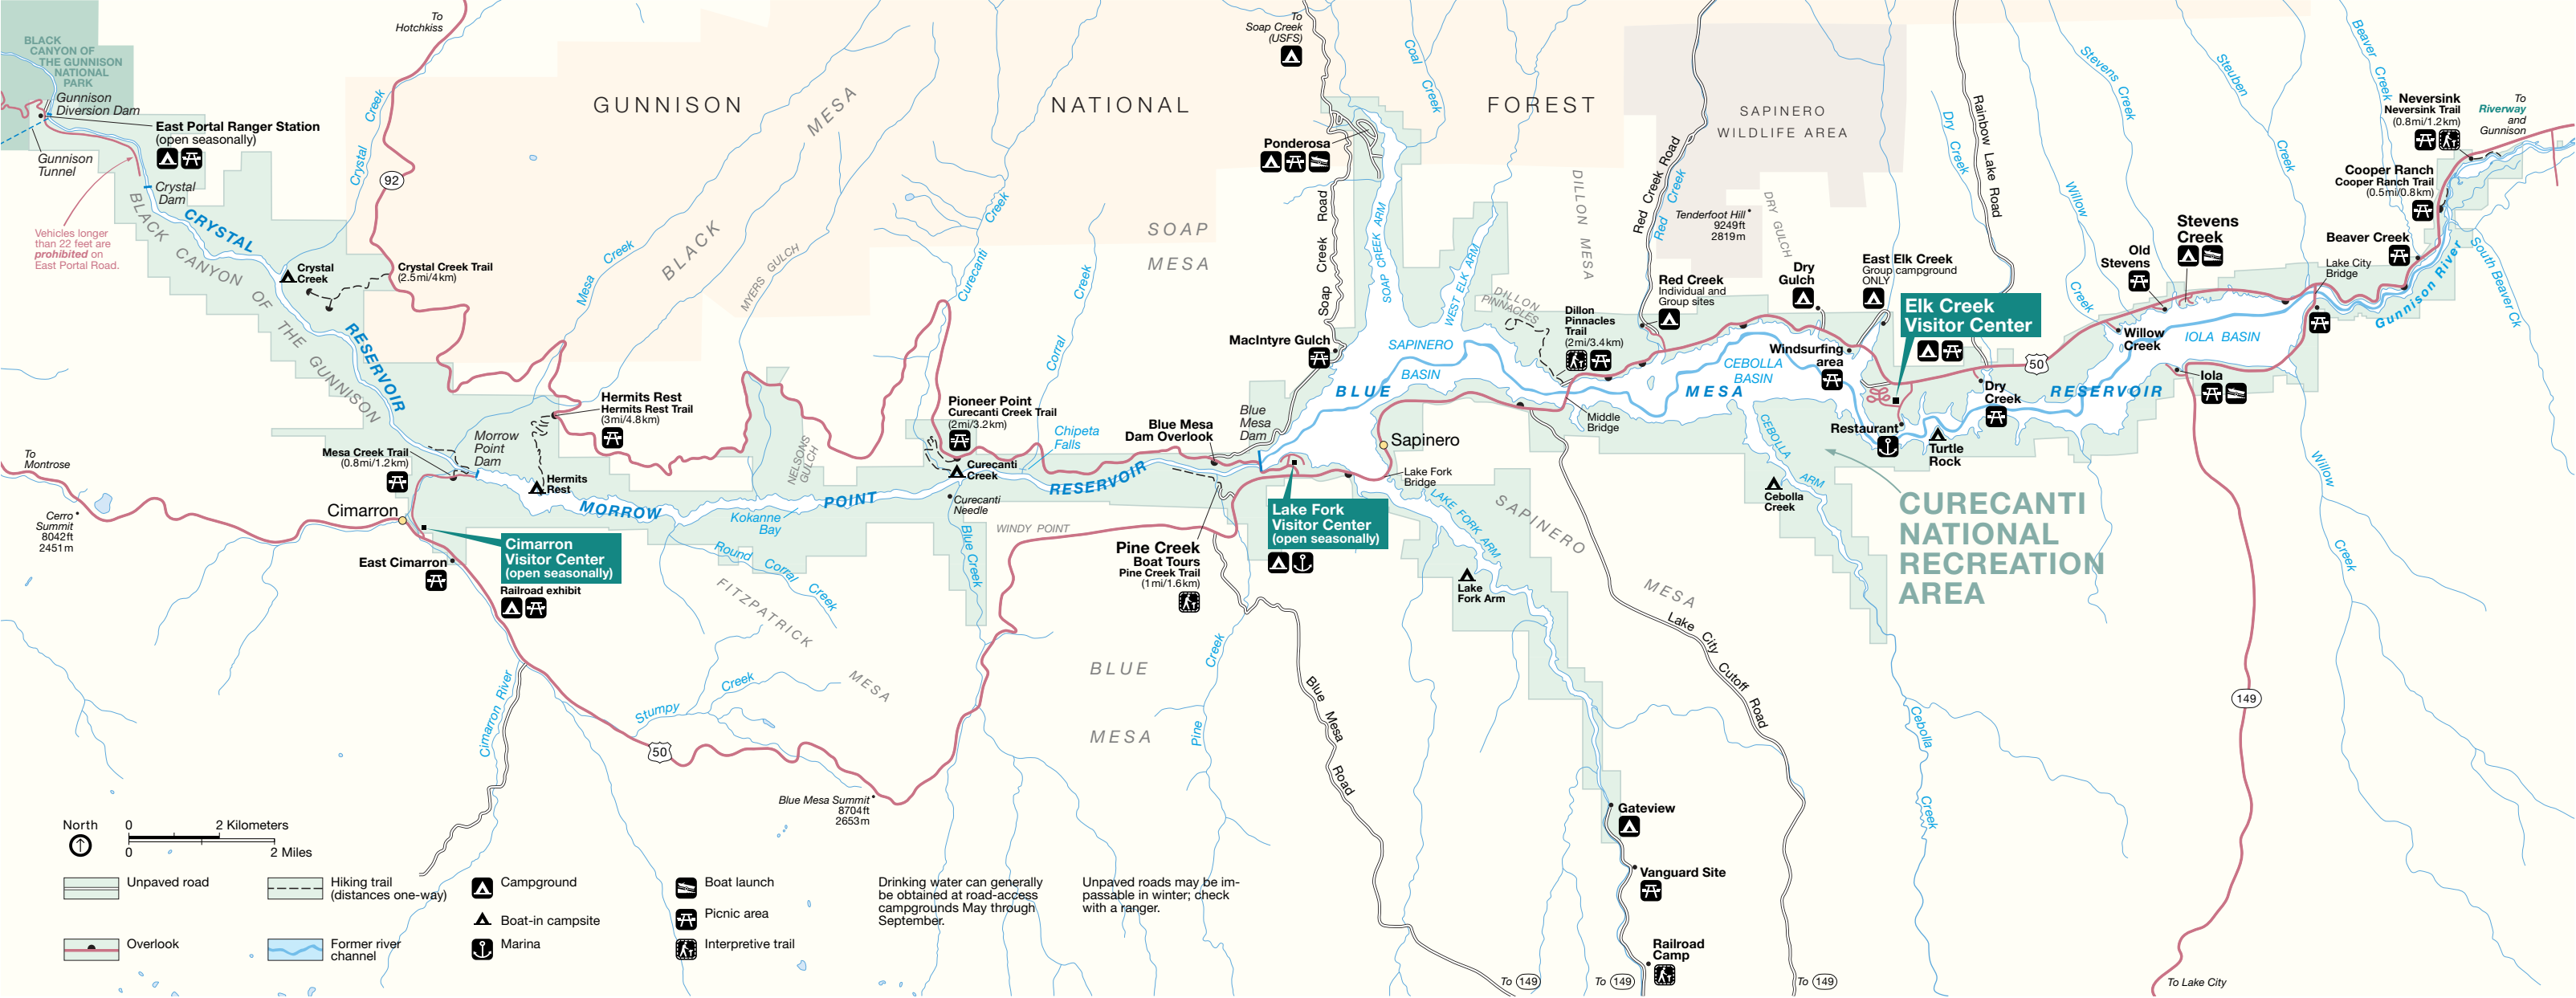 To
Hotchkiss
BLACK
CANYON OF
THE GUNNISON
NATIONAL
PARK
Gunnison
Diversion Dam
East Portal Ranger Station
(open seasonally)
Gunnison
Tunnel
Crystal
Dam
Vehicles longer
than 22 feet are
prohibited on
East Portal Road.
BLACK CANYON OF THE GUNNISON
CRYSTAL
RESERVOIR
Crystal Creek
92
Crystal
Creek
Crystal Creek Trail
(2.5mi/4km)
GUNNISON
NATIONAL
FOREST
BLACK
MESA
Mesa Creek
MYERS GULCH
Curecanti
Creek
Corral
Creek
SOAP
MESA
Hermits Rest
Hermits Rest Trail
(3mi/4.8km)
NELSONS
GULCH
Pioneer Point
Curecanti Creek Trail
(2mi/3.2km)
Chipeta
Falls
Curecanti
Creek
Curecanti
Needle
Blue Mesa
Dam Overlook
Blue
Mesa
Dam
Morrow
Point
Dam
Mesa Creek Trail
(0.8mi/1.2km)
Hermits
Rest
MORROW
POINT
RESERVOIR
Kokanne
Bay
To
Montrose
Cerro
Summit
8042ft
2451m
Cimarron
Cimarron
Visitor Center
(open seasonally)
East Cimarron
Railroad exhibit
Round Corral Creek
FITZPATRICK
MESA
Blue Creek
WINDY POINT
Pine Creek
Boat Tours
Pine Creek Trail
(1mi/1.6km)
Lake Fork
Visitor Center
(open seasonally)
Cimarron River
Stumpy Creek
50
Blue Mesa Summit
8704ft
2653m
BLUE
MESA
Pine Creek
Blue Mesa Road
To
Soap Creek
(USFS)
Ponderosa
Soap Creek Road
Coal Creek
SOAP CREEK ARM
WEST ELK ARM
MacIntyre Gulch
SAPINERO
BASIN
BLUE
MESA
RESERVOIR
Sapinero
Lake Fork
Bridge
LAKE FORK ARM
Lake
Fork Arm
SAPINERO
MESA
Lake City Cutoff Road
DILLON MESA
DILLON
PINNACLES
Dillon
Pinnacles
Trail
(2mi/3.4km)
Middle
Bridge
Red Creek Road
Red Creek
SAPINERO
WILDLIFE AREA
Tenderfoot Hill
9249ft
2819m
DRY GULCH
Red Creek
Individual and
Group sites
Dry
Gulch
East Elk Creek
Group campground
ONLY
Elk Creek
Visitor Center
Windsurfing
area
CEBOLLA
BASIN
CEBOLLA ARM
Cebolla
Creek
Restaurant
Turtle
Rock
Dry
Creek
Dry Creek
Rainbow Lake Road
50
CURECANTI
NATIONAL
RECREATION
AREA
Cebolla
Creek
Stevens
Creek
Steuben
Creek
Willow
Creek
Beaver
Creek
Old
Stevens
Stevens
Creek
Willow
Creek
IOLA BASIN
Iola
Lake City
Bridge
Beaver Creek
Neversink
Neversink Trail
(0.8mi/1.2km)
Cooper Ranch
Cooper Ranch Trail
(0.5mi/0.8km)
To
Riverway
and
Gunnison
Gunnison River
South Beaver Ck
Willow
Creek
149
To Lake City
Gateview
Vanguard Site
Railroad
Camp
To 149
To 149
To 149
North
0 2 Kilometers
0 2 Miles
Unpaved road
Overlook
Hiking trail
(distances one-way)
Former river
channel
Campground
Boat-in campsite
Marina
Boat launch
Picnic area
Interpretive trail
Drinking water can generally
be obtained at road-access
campgrounds May through
September.
Unpaved roads may be im-
passable in winter; check
with a ranger.